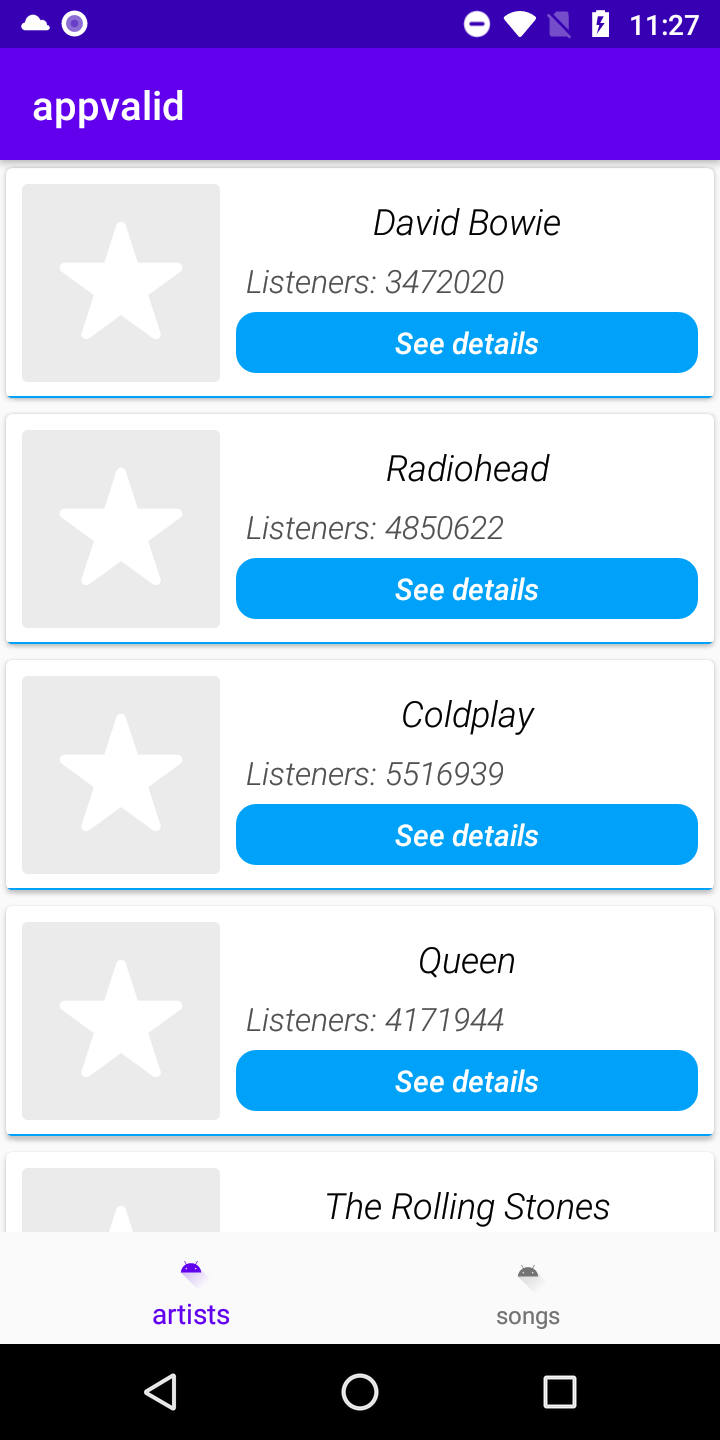 11:27
appvalid
David Bowie
Listeners: 3472020
See details
Radiohead
Listeners: 4850622
See details
Coldplay
Listeners: 5516939
See details
Queen
Listeners: 4171944
See details
The Rolling Stones
artists
songs